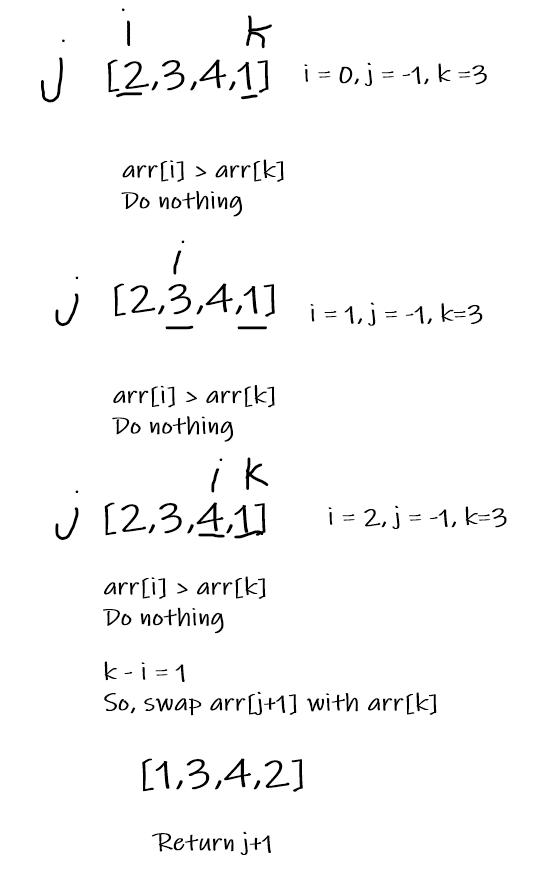 i k
j [2,3,4,1] i = 0, j = -1, k =3
arr[i] > arr[k]
Do nothing
i
j [2,3,4,1] i = 1, j = -1, k=3
arr[i] > arr[k]
Do nothing
i k
j [2,3,4,1] i = 2, j = -1, k=3
arr[i] > arr[k]
Do nothing
k - i = 1
So, swap arr[j+1] with arr[k]
[1,3,4,2]
Return j+1